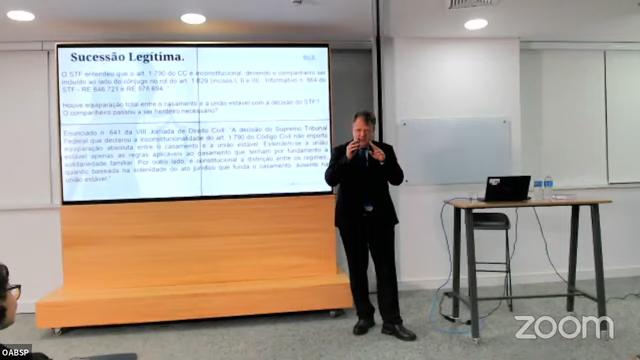 Sucessão Legítima.
O STF entendeu que o art. 1.790 do CC é inconstitucional, devendo o companheiro ser
incluído ao lado do cônjuge no rol do art. 1.829 (incisos I, II e III). Informativo n. 864 do
STF - RE 646.721 e RE 878.694.
Houve equiparação total entre o casamento e a união estável com a decisão do STF?
O companheiro passou a ser herdeiro necessário?
Enunciado n. 641 da VIII Jornada de Direito Civil: "A decisão do Supremo Tribunal
Federal que declarou a inconstitucionalidade do art. 1.790 do Código Civil não importa
equiparação absoluta entre o casamento e a união estável. Estendem-se à união
estável apenas as regras aplicáveis ao casamento que tenham por fundamento a
solidariedade familiar. Por outro lado, é constitucional a distinção entre os regimes,
quando baseada na solenidade do ato jurídico que funda o casamento, ausente na
união estável."
zoom
OABSP